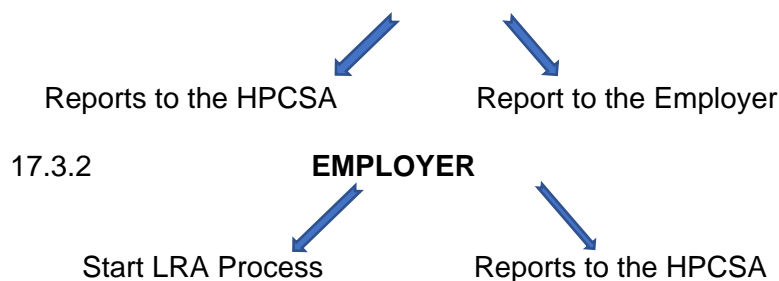 Reports to the HPCSA Report to the Employer
17.3.2 EMPLOYER
Start LRA Process Reports to the HPCSA